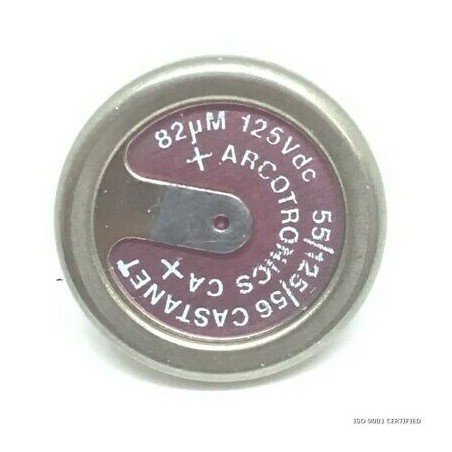 82µM 125Vdc 55/125/56 CASTANET
+ ARCOTRONICS CA +
ISO 9001 CERTIFIED